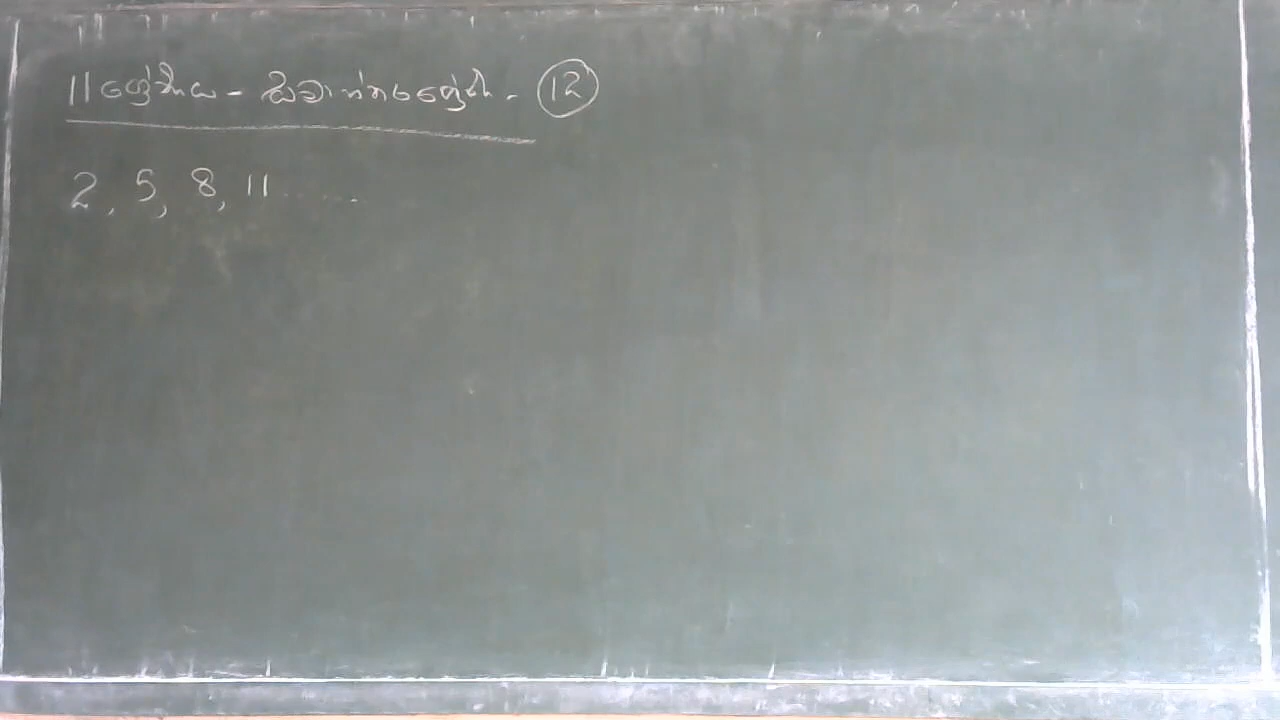 11 ශ්‍රේණිය - සමාන්තර ශ්‍රේඪි - 12
2, 5, 8, 11 ......